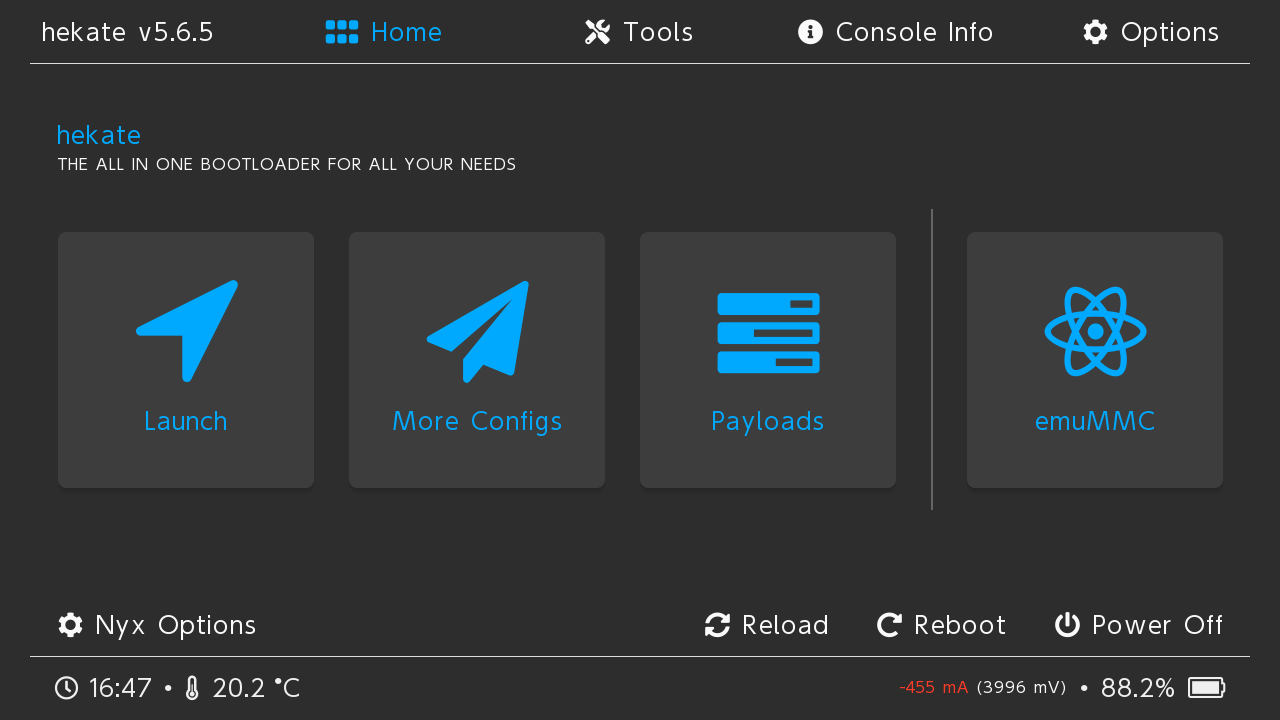 hekate v5.6.5 Home Tools Console Info Options
hekate
THE ALL IN ONE BOOTLOADER FOR ALL YOUR NEEDS
Launch More Configs Payloads emuMMC
Nyx Options Reload Reboot Power Off
16:47 • 20.2 °C -455 mA (3996 mV) • 88.2%